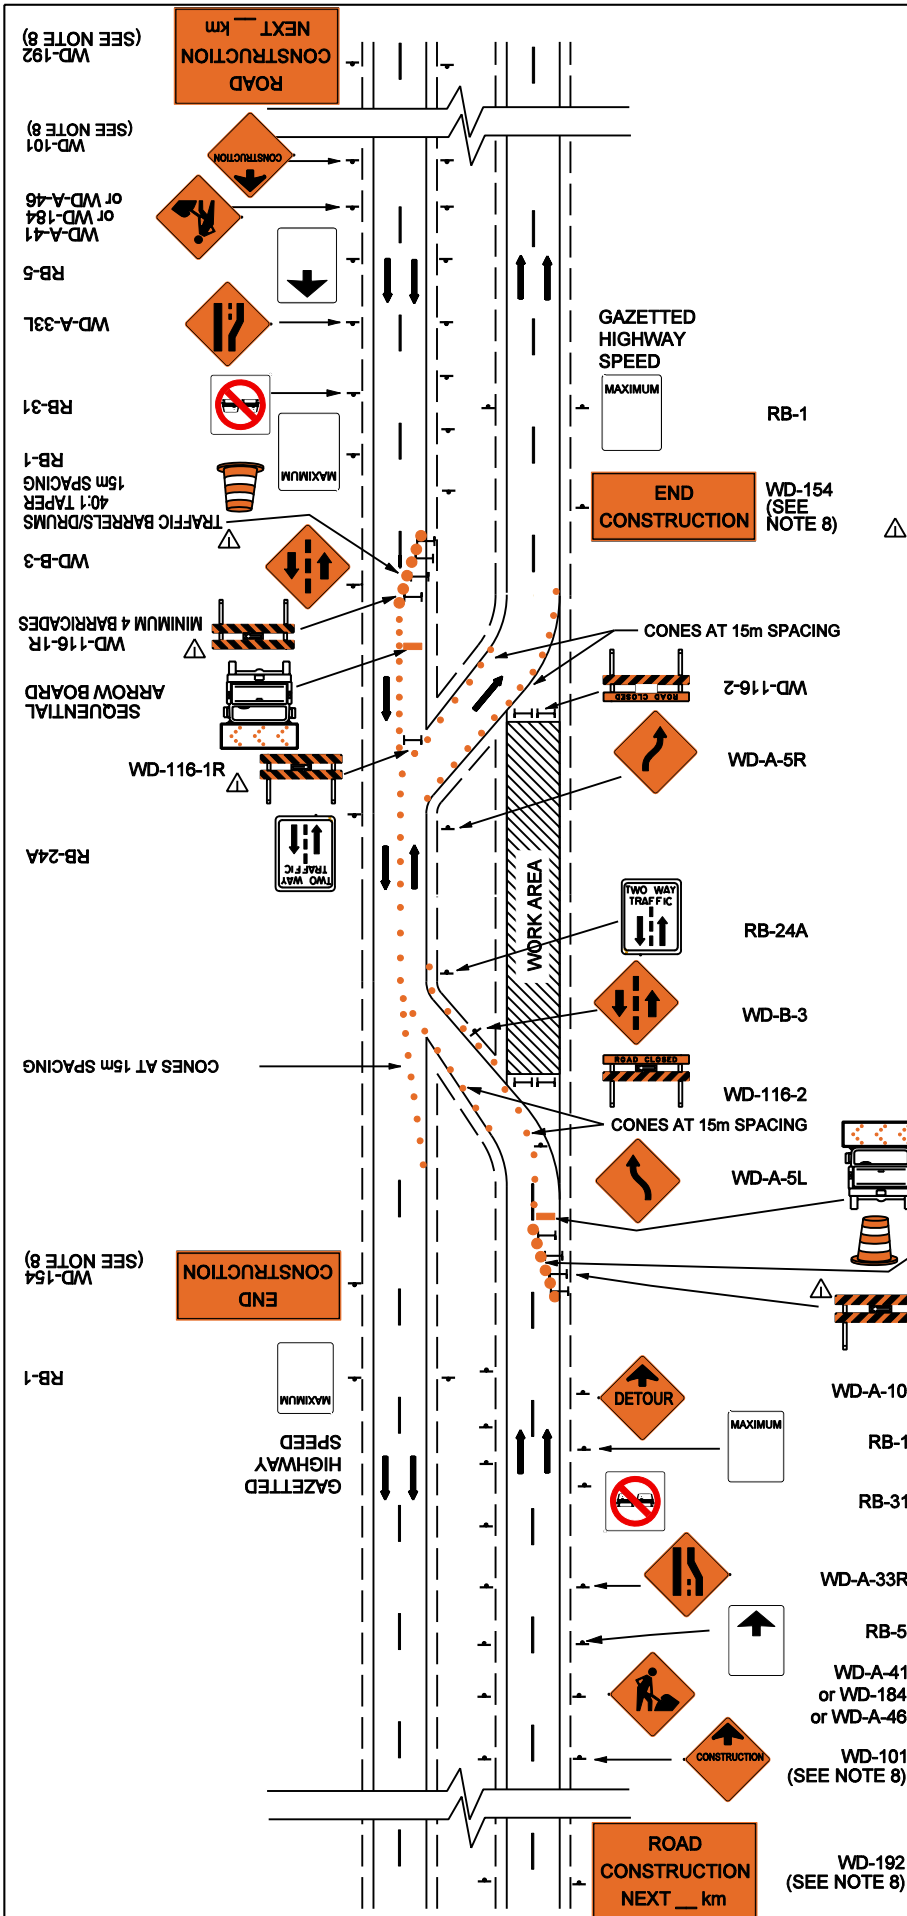 WD-192
(SEE NOTE 8)
ROAD
CONSTRUCTION
NEXT __ km
WD-101
(SEE NOTE 8)
CONSTRUCTION
WD-A-41
or WD-184
or WD-A-46
RB-5
WD-A-33L
RB-31
RB-1
MAXIMUM
TRAFFIC BARRELS/DRUMS
40:1 TAPER
15m SPACING
WD-B-3
WD-116-1R
MINIMUM 4 BARRICADES
SEQUENTIAL
ARROW BOARD
WD-116-1R
RB-24A
TWO WAY
TRAFFIC
CONES AT 15m SPACING
WD-154
(SEE NOTE 8)
END
CONSTRUCTION
RB-1
MAXIMUM
GAZETTED
HIGHWAY
SPEED
GAZETTED
HIGHWAY
SPEED
MAXIMUM
RB-1
END
CONSTRUCTION
WD-154
(SEE
NOTE 8)
CONES AT 15m SPACING
ROAD CLOSED
WD-116-2
WD-A-5R
WORK AREA
TWO WAY
TRAFFIC
RB-24A
WD-B-3
ROAD CLOSED
WD-116-2
CONES AT 15m SPACING
WD-A-5L
DETOUR
WD-A-10
MAXIMUM
RB-1
RB-31
WD-A-33R
RB-5
WD-A-41
or WD-184
or WD-A-46
CONSTRUCTION
WD-101
(SEE NOTE 8)
ROAD
CONSTRUCTION
NEXT __ km
WD-192
(SEE NOTE 8)